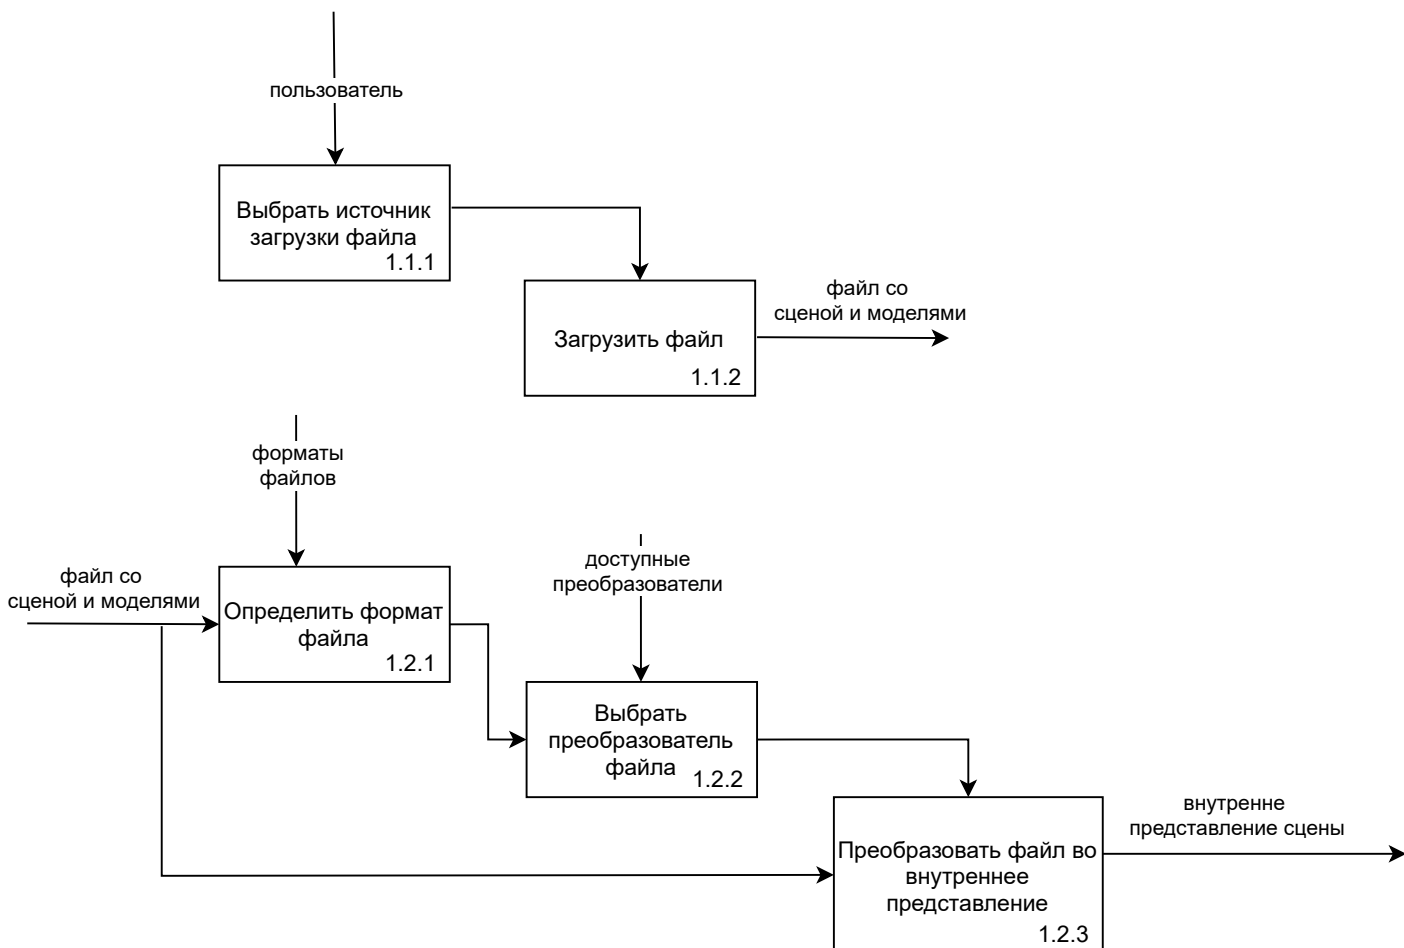 пользователь
Выбрать источник
загрузки файла
1.1.1
файл со
сценой и моделями
Загрузить файл
1.1.2
форматы
файлов
доступные
преобразователи
файл со
сценой и моделями
Определить формат
файла
1.2.1
Выбрать
преобразователь
файла
1.2.2
внутренне
представление сцены
Преобразовать файл во
внутреннее
представление
1.2.3